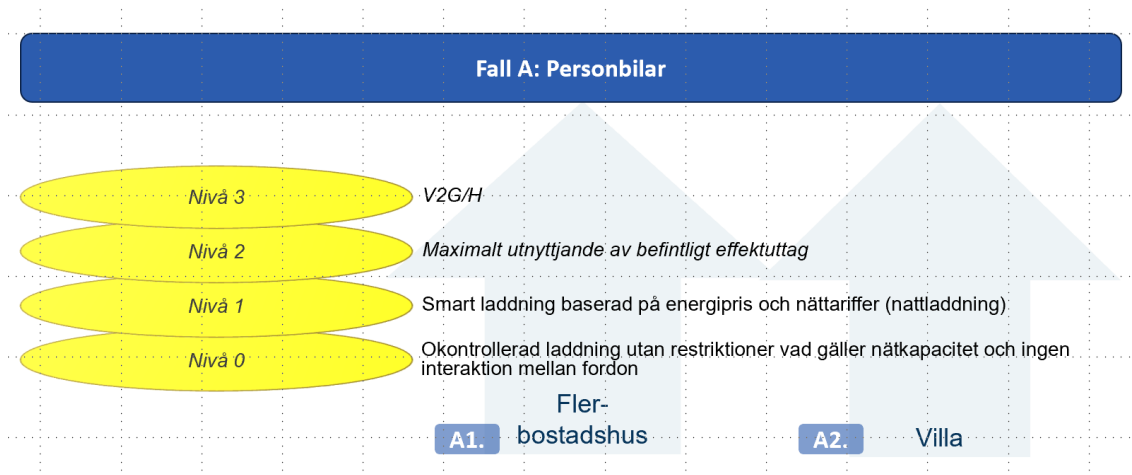 Fall A: Personbilar
Nivå 3
V2G/H
Nivå 2
Maximalt utnyttjande av befintligt effektuttag
Nivå 1
Smart laddning baserad på energipris och nättariffer (nattladdning)
Nivå 0
Okontrollerad laddning utan restriktioner vad gäller nätkapacitet och ingen
interaktion mellan fordon
A1.
Fler-
bostadshus
A2.
Villa